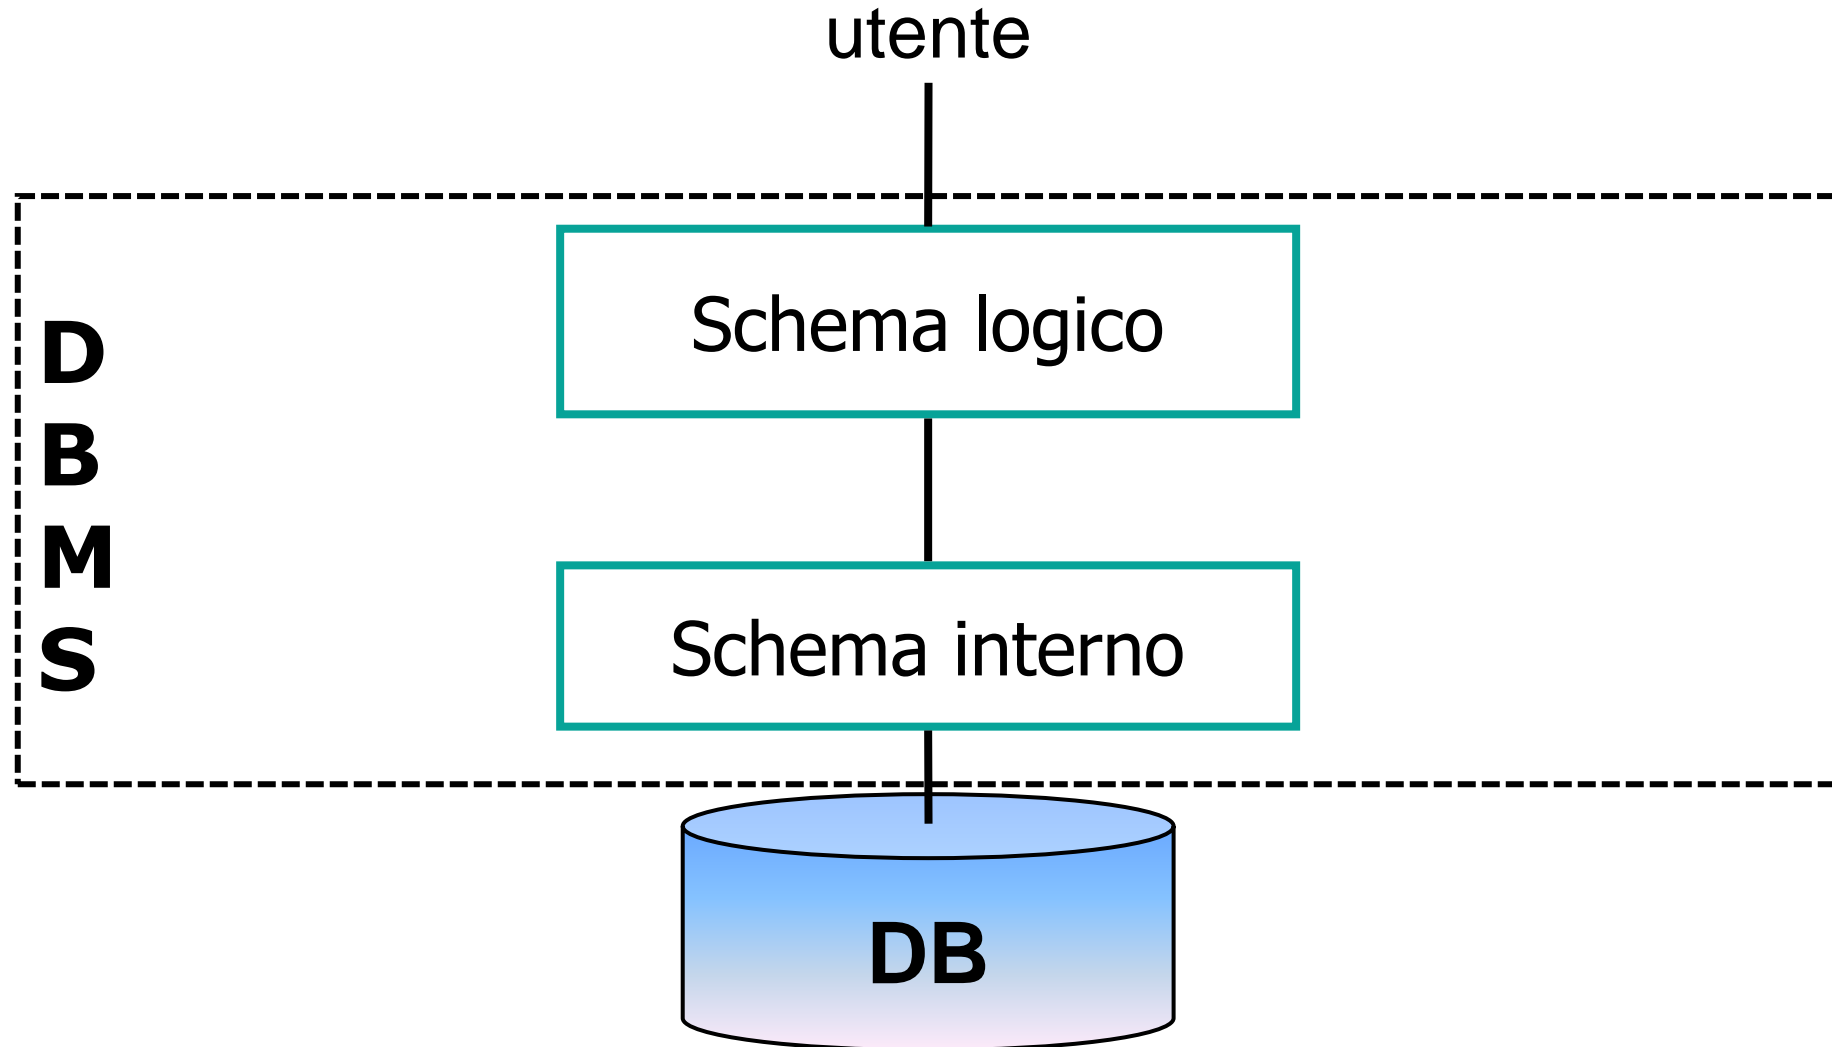 utente
Schema logico
D
B
M
S
Schema interno
DB